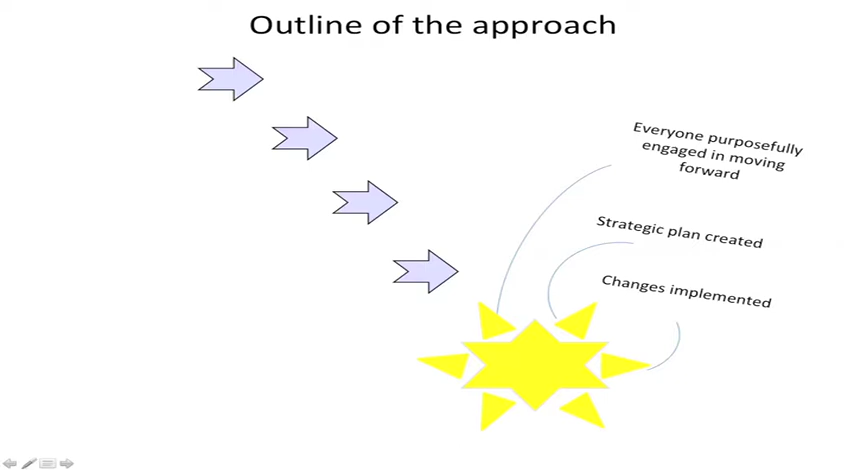 Outline of the approach
Everyone purposefully
engaged in moving
forward
Strategic plan created
Changes implemented